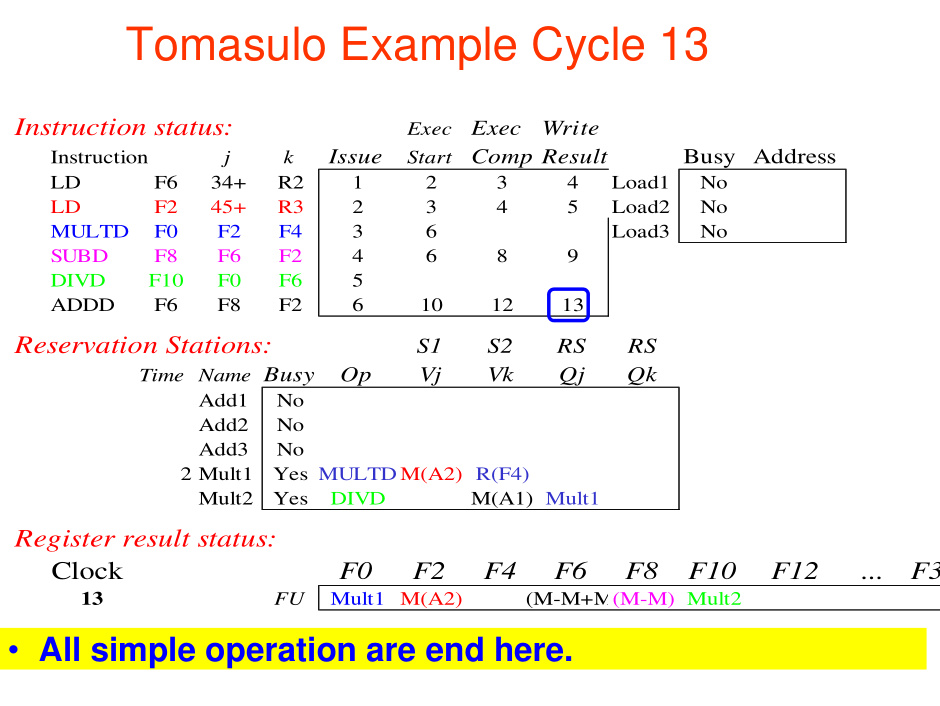 Tomasulo Example Cycle 13
Instruction status: Exec Exec Write
Instruction j k Issue Start Comp Result Busy Address
LD F6 34+ R2 1 2 3 4 Load1 No
LD F2 45+ R3 2 3 4 5 Load2 No
MULTD F0 F2 F4 3 6 Load3 No
SUBD F8 F6 F2 4 6 8 9
DIVD F10 F0 F6 5
ADDD F6 F8 F2 6 10 12 13
Reservation Stations: S1 S2 RS RS
Time Name Busy Op Vj Vk Qj Qk
Add1 No
Add2 No
Add3 No
2 Mult1 Yes MULTD M(A2) R(F4)
Mult2 Yes DIVD M(A1) Mult1
Register result status:
Clock F0 F2 F4 F6 F8 F10 F12 ... F3
13 FU Mult1 M(A2) (M-M+M (M-M) Mult2
• All simple operation are end here.